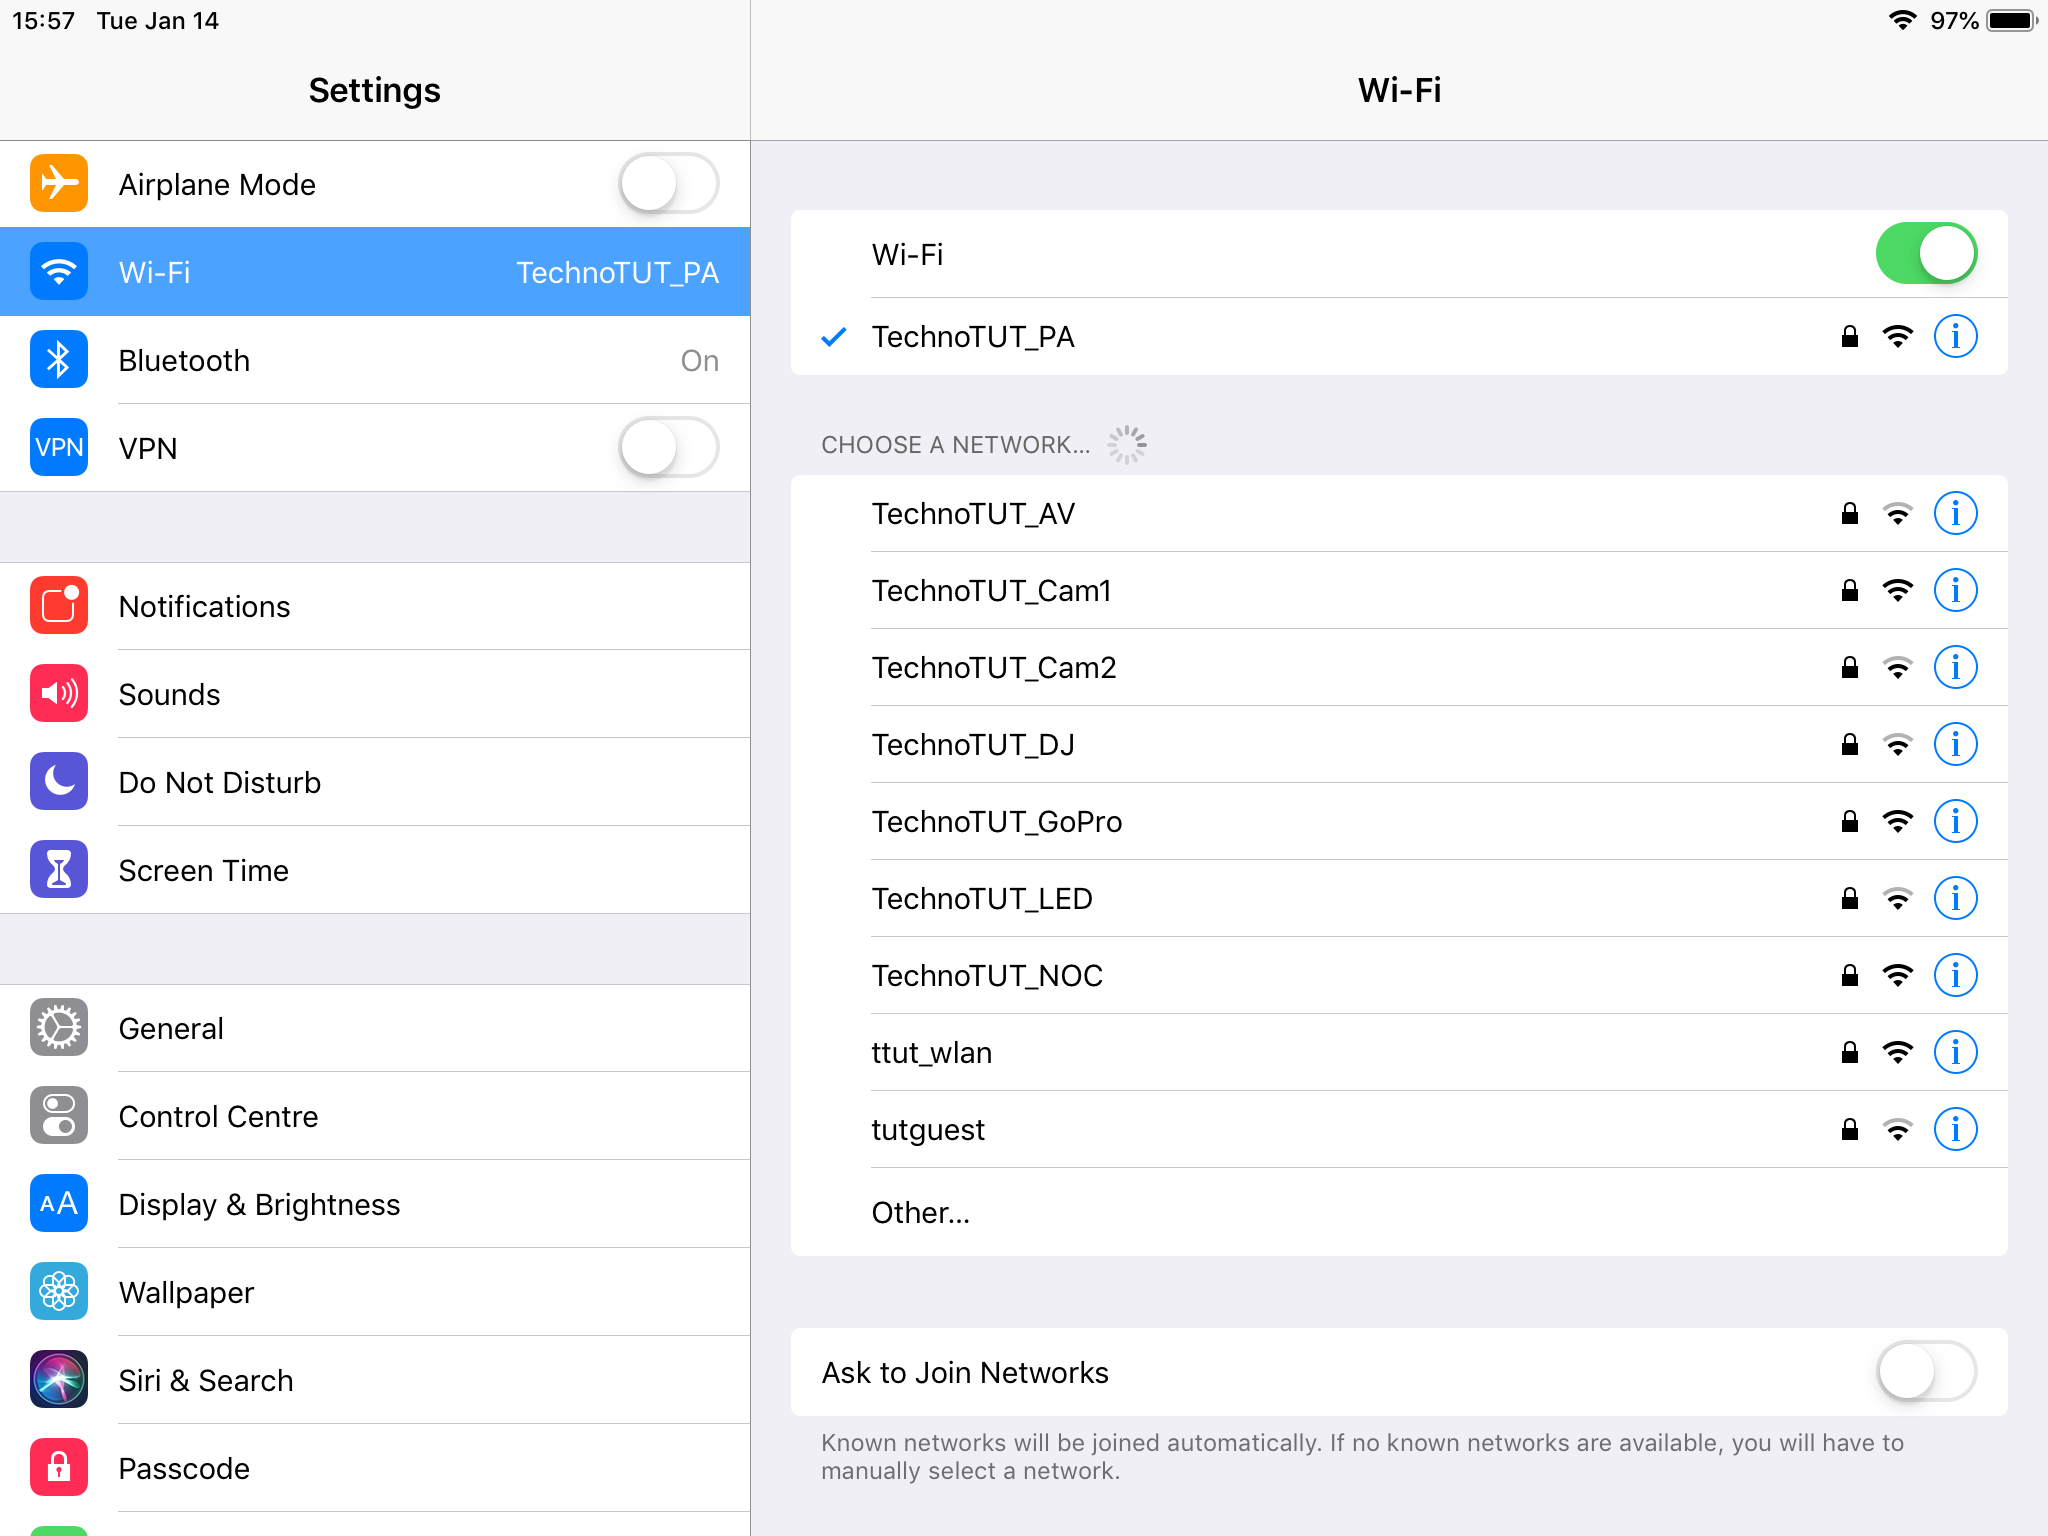 15:57 Tue Jan 14
97%
Settings
Airplane Mode
Wi-Fi TechnoTUT_PA
Bluetooth On
VPN VPN
Notifications
Sounds
Do Not Disturb
Screen Time
General
Control Centre
AA Display & Brightness
Wallpaper
Siri & Search
Passcode
Wi-Fi
Wi-Fi
TechnoTUT_PA
CHOOSE A NETWORK...
TechnoTUT_AV
TechnoTUT_Cam1
TechnoTUT_Cam2
TechnoTUT_DJ
TechnoTUT_GoPro
TechnoTUT_LED
TechnoTUT_NOC
ttut_wlan
tutguest
Other...
Ask to Join Networks
Known networks will be joined automatically. If no known networks are available, you will have to
manually select a network.